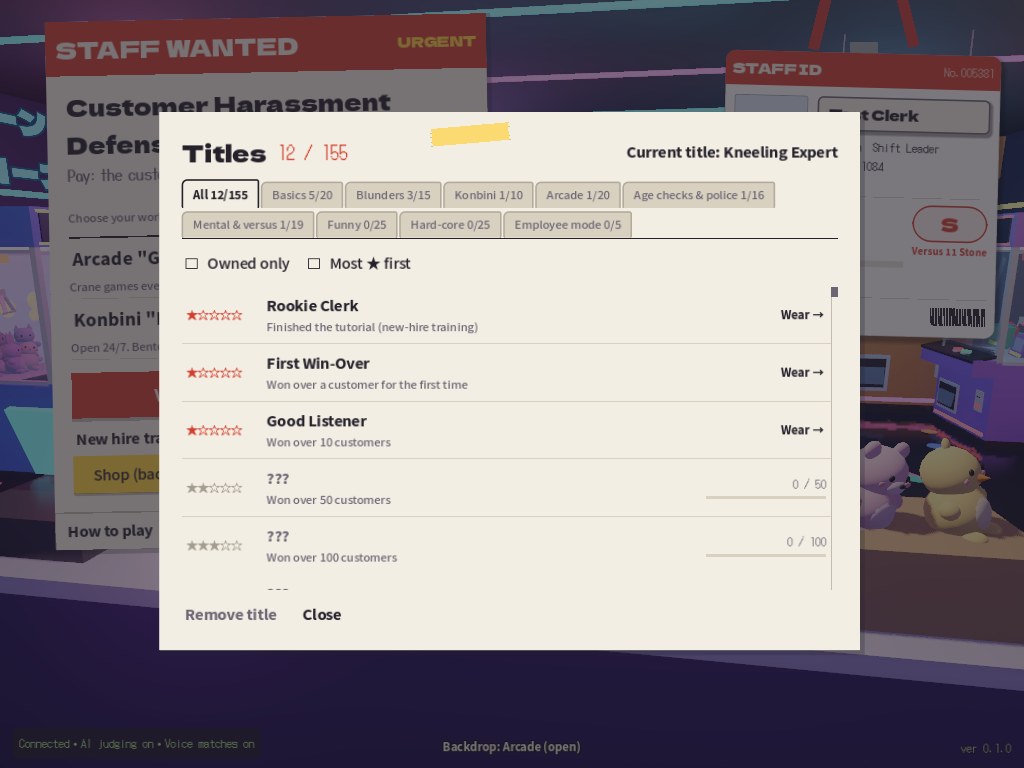 STAFF WANTED
URGENT
Customer Harassment
Defens
Pay: the cust
Choose your wor
Arcade "G
Crane games eve
Konbini "
Open 24/7. Bent
New hire tra
Shop (bac
How to play
STAFF ID
No. 005881
t Clerk
Shift Leader
1084
S
Versus 11 Stone
Titles 12 / 155
Current title: Kneeling Expert
All 12/155
Basics 5/20
Blunders 3/15
Konbini 1/10
Arcade 1/20
Age checks & police 1/16
Mental & versus 1/19
Funny 0/25
Hard-core 0/25
Employee mode 0/5
Owned only
Most ★ first
★☆☆☆☆ Rookie Clerk
Finished the tutorial (new-hire training)
Wear →
★☆☆☆☆ First Win-Over
Won over a customer for the first time
Wear →
★☆☆☆☆ Good Listener
Won over 10 customers
Wear →
★★☆☆☆ ???
Won over 50 customers
0 / 50
★★★☆☆ ???
Won over 100 customers
0 / 100
Remove title
Close
Connected • AI judging on • Voice matches on
Backdrop: Arcade (open)
ver 0.1.0